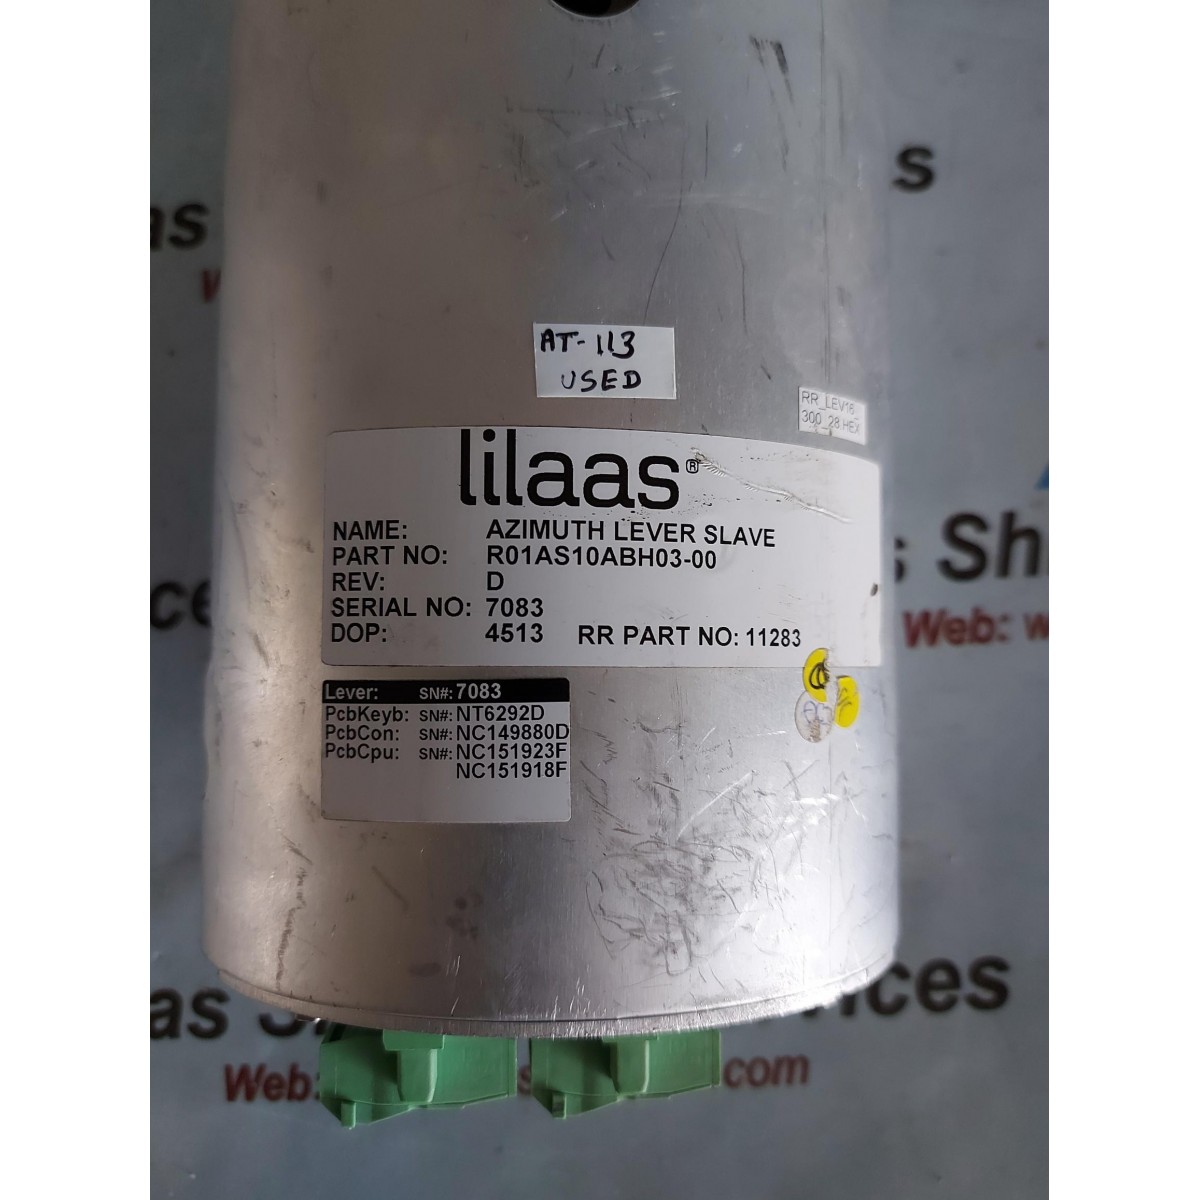 AT-113
USED
RR_LEV16_
300_28.HEX
lilaas®
NAME: AZIMUTH LEVER SLAVE
PART NO: R01AS10ABH03-00
REV: D
SERIAL NO: 7083
DOP: 4513 RR PART NO: 11283
Lever: SN#: 7083
PcbKeyb: SN#: NT6292D
PcbCon: SN#: NC149880D
PcbCpu: SN#: NC151923F
NC151918F
as
s
W
s Sh
ce
Web: w
as S
ices
Web:
s
com